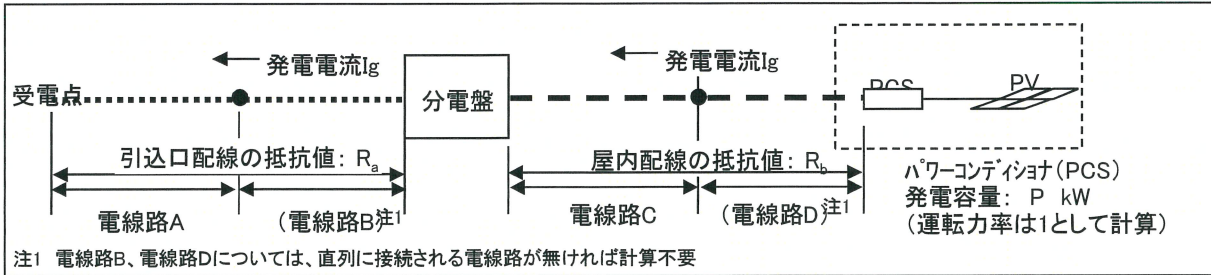 発電電流Ig
発電電流Ig
受電点
分電盤
PCS
PV
引込口配線の抵抗値: Ra
屋内配線の抵抗値: Rb
電線路A
(電線路B)注1
電線路C
(電線路D)注1
パワーコンディショナ(PCS)
発電容量: P kW
(運転力率は1として計算)
注1 電線路B、電線路Dについては、直列に接続される電線路が無ければ計算不要